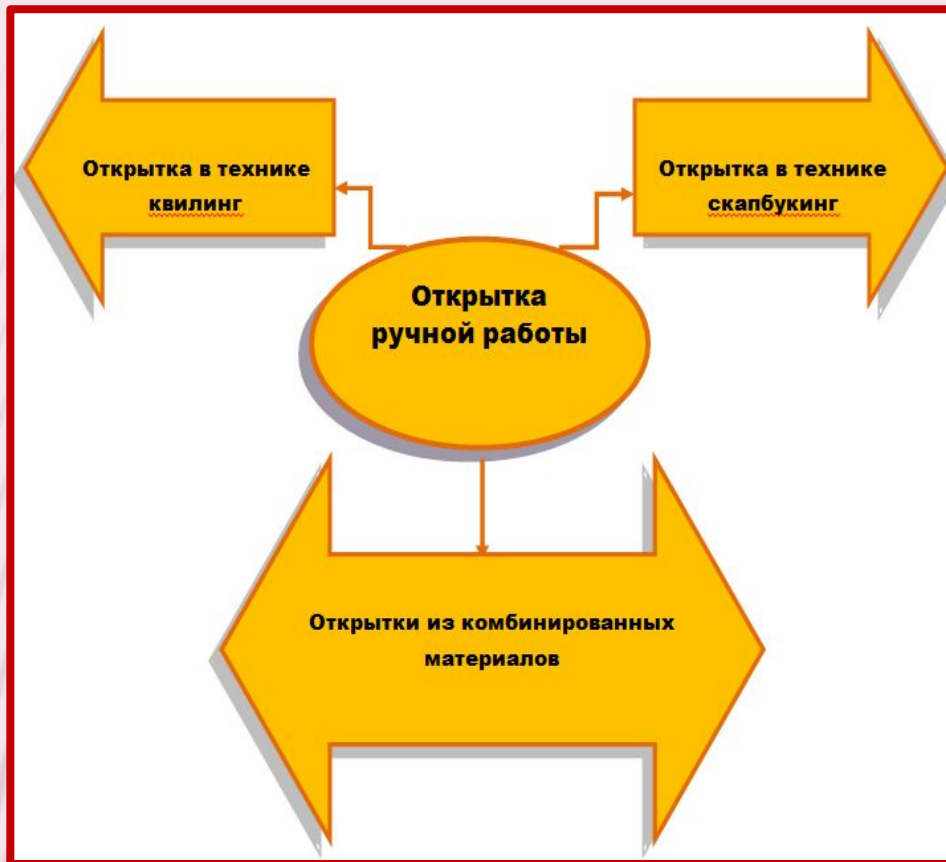 Открытка в технике
квилинг
Открытка в технике
скапбукинг
Открытка
ручной работы
Открытки из комбинированных
материалов